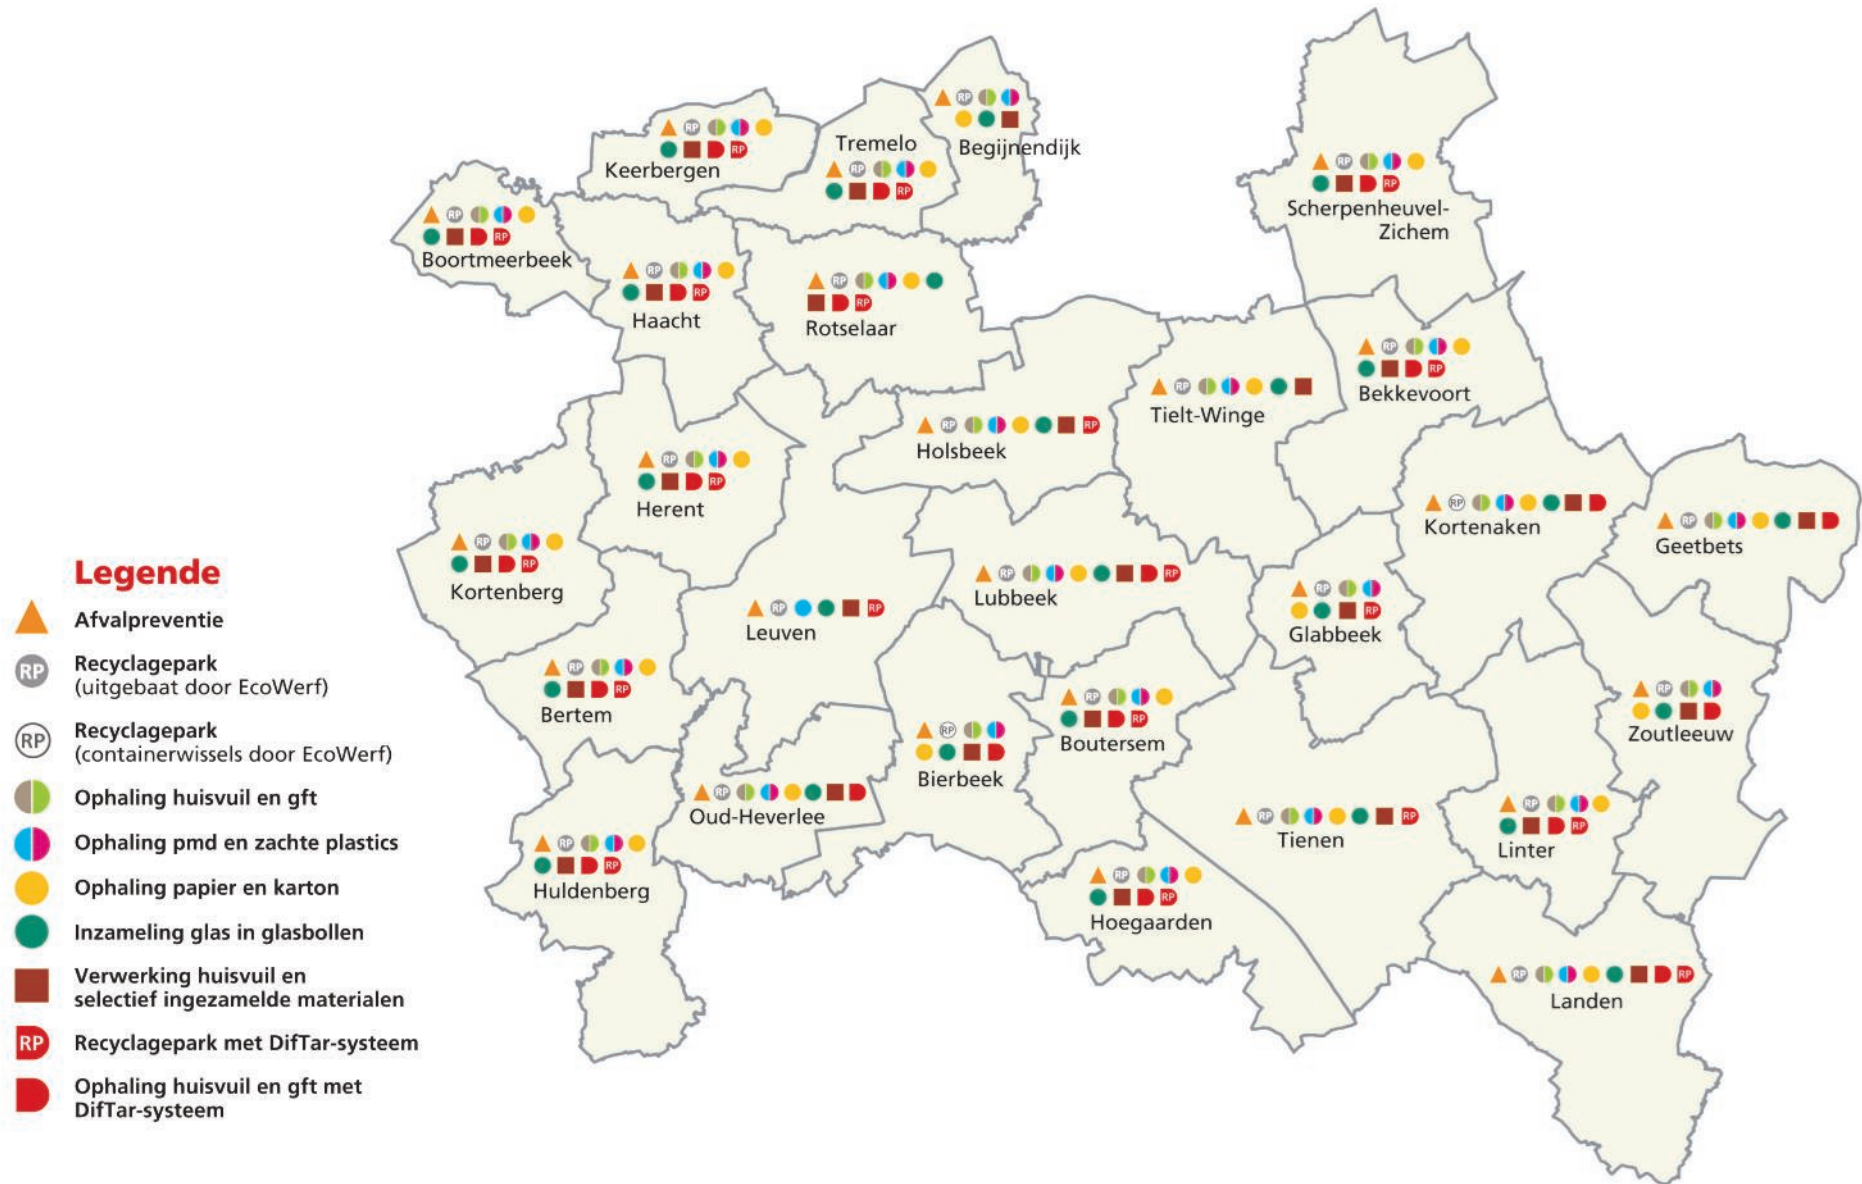 Begijnendijk
Tremelo
Keerbergen
Scherpenheuvel-
Zichem
Boortmeerbeek
Haacht
Rotselaar
Bekkevoort
Tielt-Winge
Holsbeek
Herent
Kortenaken
Geetbets
Kortenberg
Lubbeek
Leuven
Glabbeek
Bertem
Boutersem
Zoutleeuw
Bierbeek
Oud-Heverlee
Tienen
Linter
Huldenberg
Hoegaarden
Landen
Legende
Afvalpreventie
RP Recyclagepark
(uitgebaat door EcoWerf)
RP Recyclagepark
(containerwissels door EcoWerf)
Ophaling huisvuil en gft
Ophaling pmd en zachte plastics
Ophaling papier en karton
Inzameling glas in glasbollen
Verwerking huisvuil en
selectief ingezamelde materialen
RP Recyclagepark met DifTar-systeem
Ophaling huisvuil en gft met
DifTar-systeem